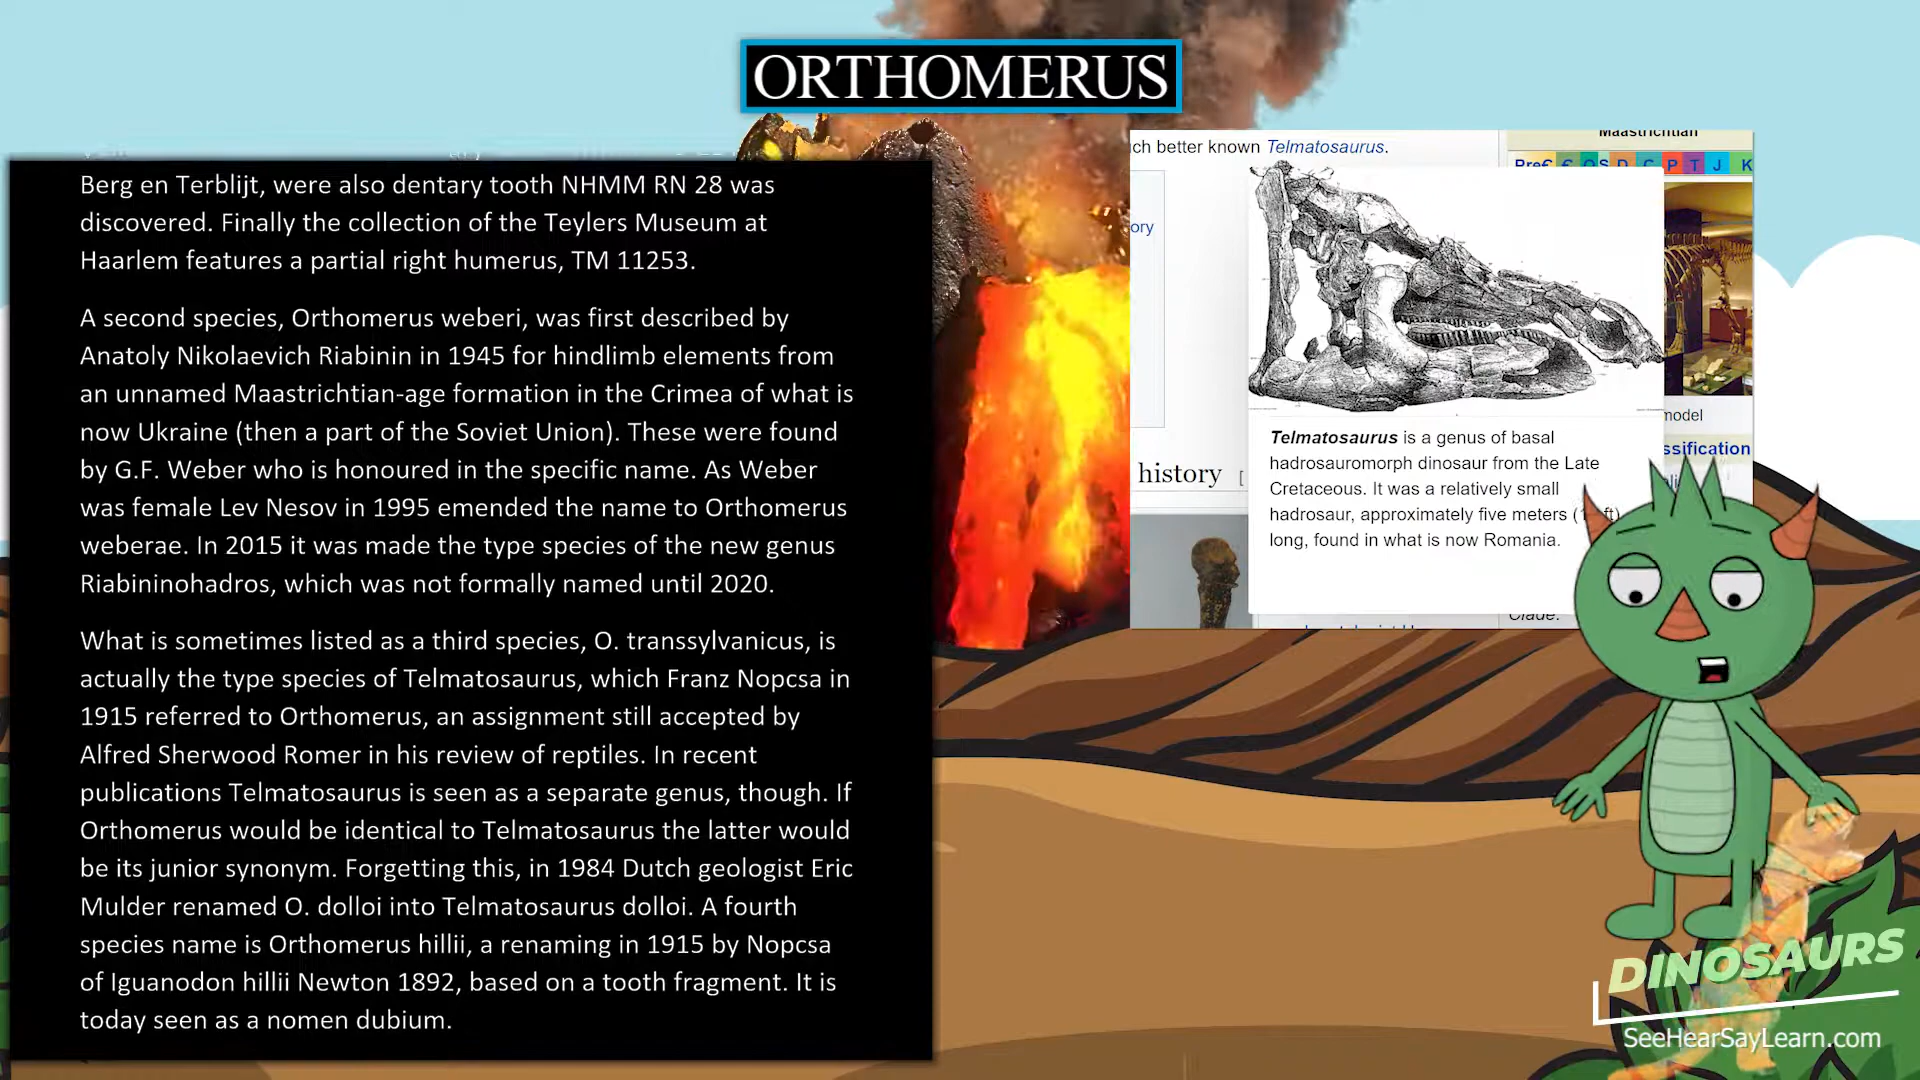 ORTHOMERUS
Berg en Terblijt, were also dentary tooth NHMM RN 28 was
discovered. Finally the collection of the Teylers Museum at
Haarlem features a partial right humerus, TM 11253.
A second species, Orthomerus weberi, was first described by
Anatoly Nikolaevich Riabinin in 1945 for hindlimb elements from
an unnamed Maastrichtian-age formation in the Crimea of what is
now Ukraine (then a part of the Soviet Union). These were found
by G.F. Weber who is honoured in the specific name. As Weber
was female Lev Nesov in 1995 emended the name to Orthomerus
weberae. In 2015 it was made the type species of the new genus
Riabininohadros, which was not formally named until 2020.
What is sometimes listed as a third species, O. transsylvanicus, is
actually the type species of Telmatosaurus, which Franz Nopcsa in
1915 referred to Orthomerus, an assignment still accepted by
Alfred Sherwood Romer in his review of reptiles. In recent
publications Telmatosaurus is seen as a separate genus, though. If
Orthomerus would be identical to Telmatosaurus the latter would
be its junior synonym. Forgetting this, in 1984 Dutch geologist Eric
Mulder renamed O. dolloi into Telmatosaurus dolloi. A fourth
species name is Orthomerus hillii, a renaming in 1915 by Nopcsa
of Iguanodon hillii Newton 1892, based on a tooth fragment. It is
today seen as a nomen dubium.
ch better known Telmatosaurus.
Maastrichtian
PreЄ Є O S D C P T J K
ory
model
ssification
history [
Telmatosaurus is a genus of basal
hadrosauromorph dinosaur from the Late
Cretaceous. It was a relatively small
hadrosaur, approximately five meters ( ft)
long, found in what is now Romania.
Clade:
DINOSAURS
SeeHearSayLearn.com